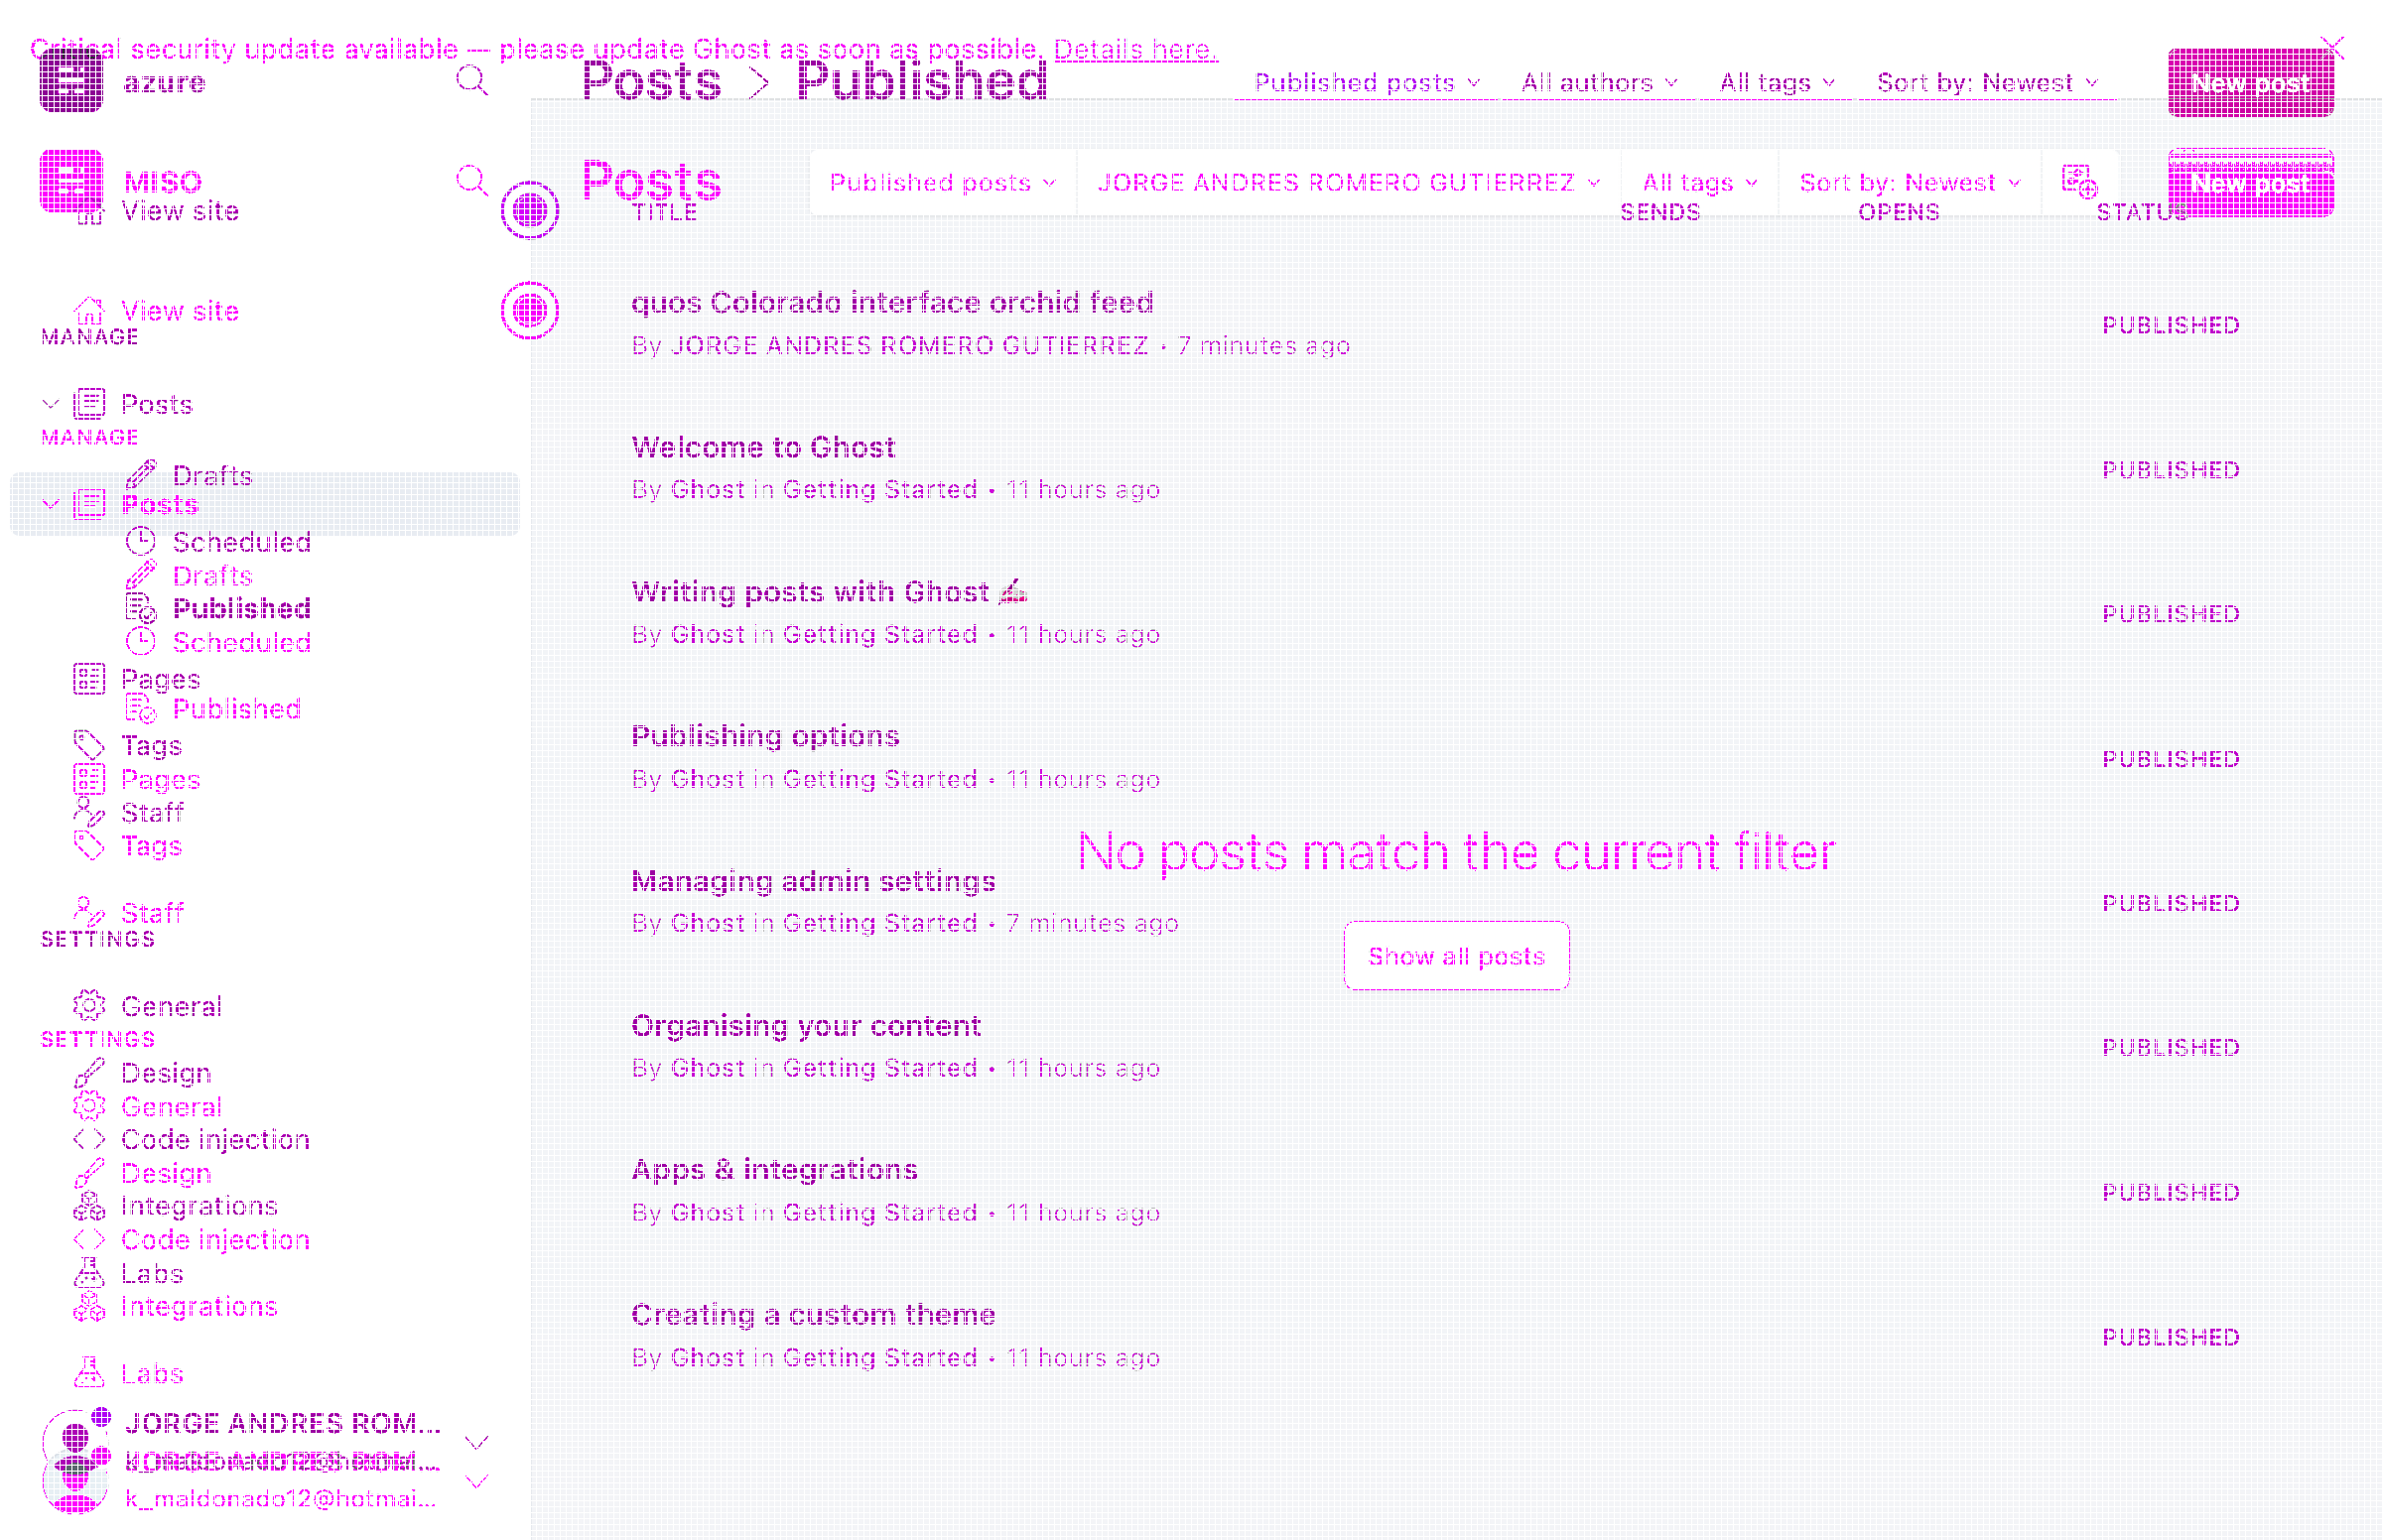 Critical security update available — please update Ghost as soon as possible. Details here.
azure
Posts > Published
Published posts
All authors
All tags
Sort by: Newest
New post
MISO
Posts
Published posts
JORGE ANDRES ROMERO GUTIERREZ
All tags
Sort by: Newest
New post
View site
TITLE
SENDS
OPENS
STATUS
View site
MANAGE
quos Colorado interface orchid feed
By JORGE ANDRES ROMERO GUTIERREZ • 7 minutes ago
PUBLISHED
Posts
MANAGE
Drafts
Posts
Scheduled
Drafts
Published
Scheduled
Pages
Published
Tags
Pages
Staff
Tags
Staff
SETTINGS
General
SETTINGS
Design
General
Code injection
Design
Integrations
Code injection
Labs
Integrations
Labs
Welcome to Ghost
By Ghost in Getting Started • 11 hours ago
PUBLISHED
Writing posts with Ghost ✍️
By Ghost in Getting Started • 11 hours ago
PUBLISHED
Publishing options
By Ghost in Getting Started • 11 hours ago
PUBLISHED
No posts match the current filter
Managing admin settings
By Ghost in Getting Started • 7 minutes ago
PUBLISHED
Show all posts
Organising your content
By Ghost in Getting Started • 11 hours ago
PUBLISHED
Apps & integrations
By Ghost in Getting Started • 11 hours ago
PUBLISHED
Creating a custom theme
By Ghost in Getting Started • 11 hours ago
PUBLISHED
JORGE ANDRES ROM...
k_maldonado12@hotmai...